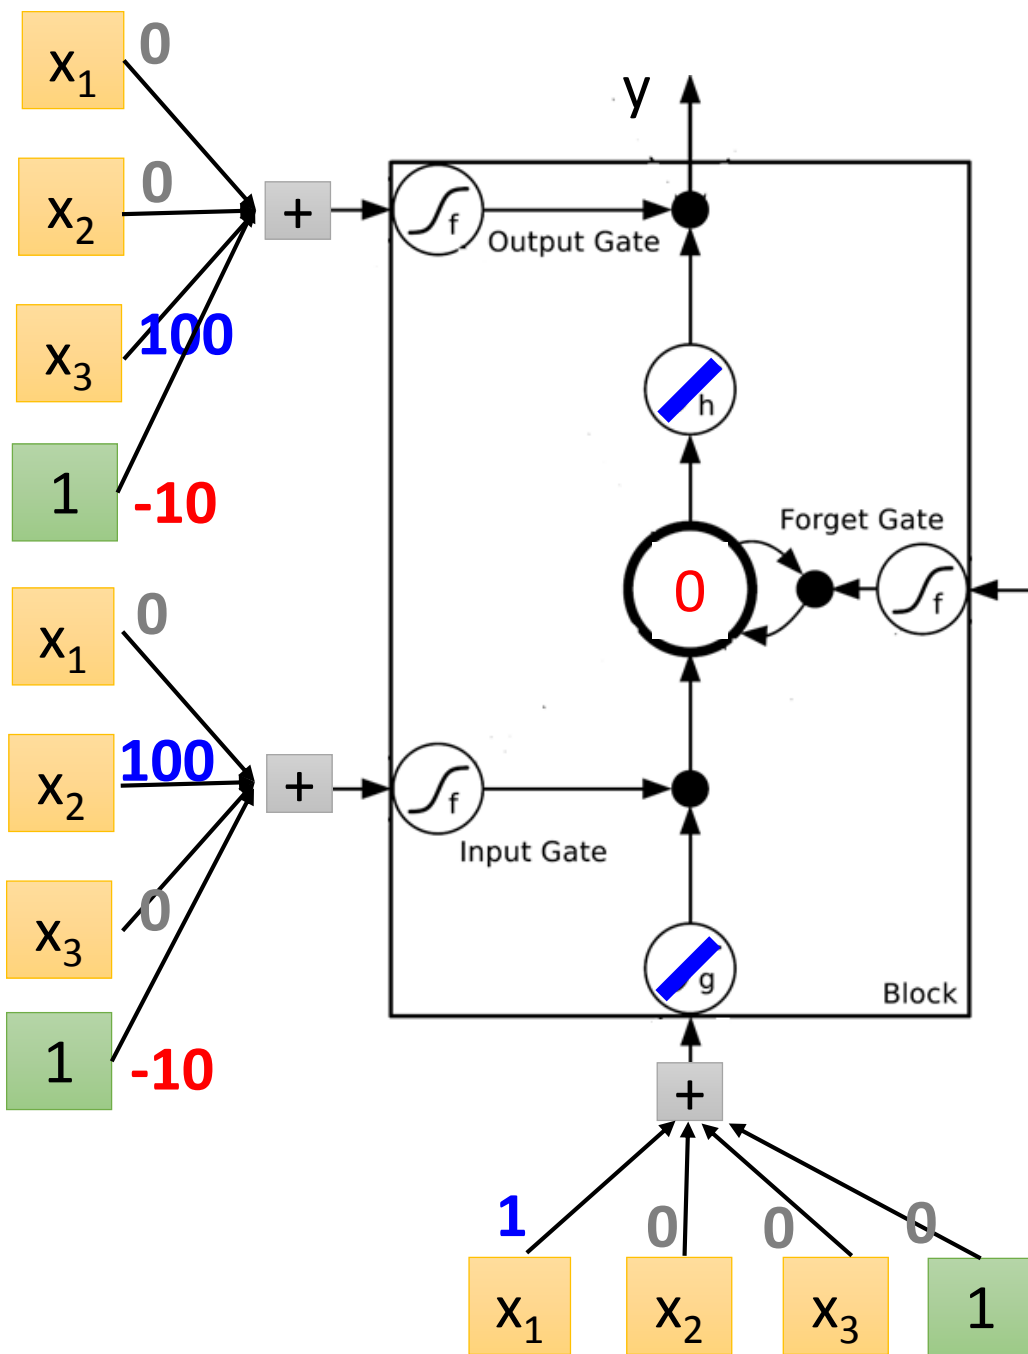 x1 0
y
x2 0
+
f
Output Gate
x3 100
h
1 -10
Forget Gate
0
f
x1 0
x2 100
+
f
Input Gate
x3 0
g
Block
1 -10
+
1 0 0 0
x1 x2 x3 1